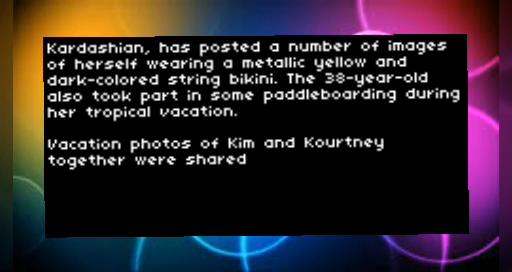 Kardashian, has posted a number of images
of herself wearing a metallic yellow and
dark-colored string bikini. The 38-year-old
also took part in some paddleboarding during
her tropical vacation.
Vacation photos of Kim and Kourtney
together were shared